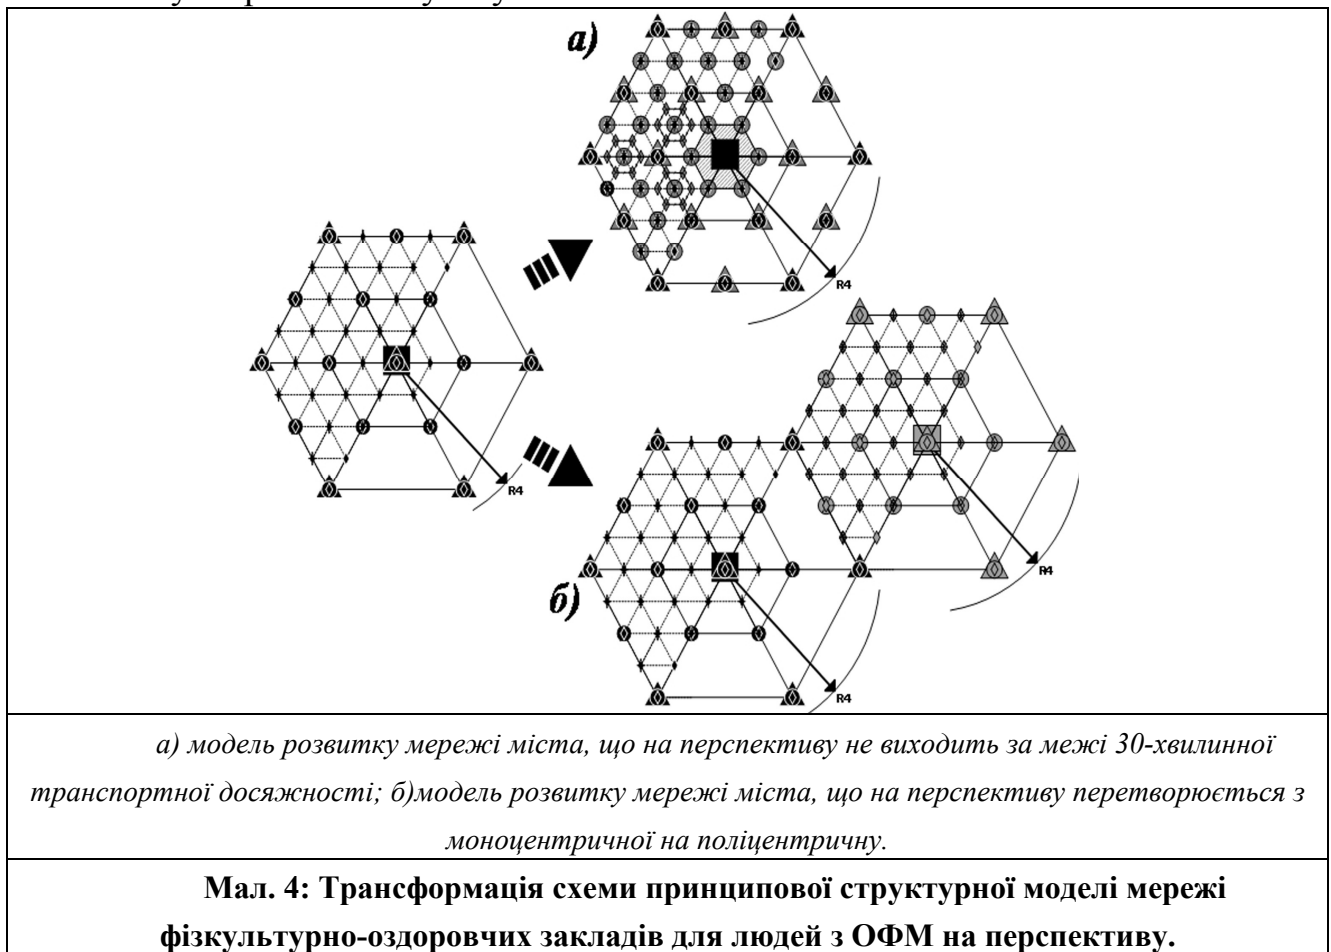 а)
R4
R4
R4
б)
R4
а) модель розвитку мережі міста, що на перспективу не виходить за межі 30-хвилинної
транспортної досяжності; б)модель розвитку мережі міста, що на перспективу перетворюється з
моноцентричної на поліцентричну.
Мал. 4: Трансформація схеми принципової структурної моделі мережі
фізкультурно-оздоровчих закладів для людей з ОФМ на перспективу.